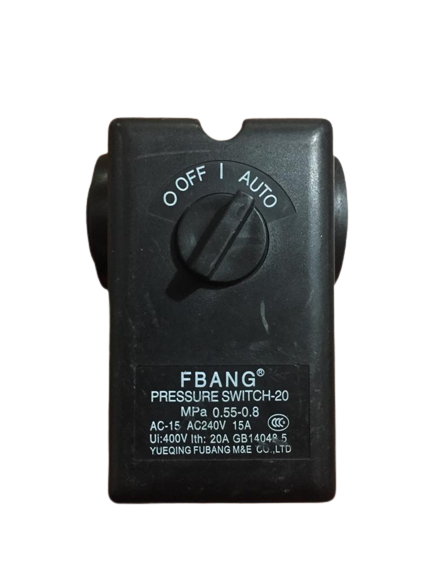 O OFF I AUTO
FBANG®
PRESSURE SWITCH-20
MPa 0.55-0.8
AC-15 AC240V 15A
CCC
Ui:400V Ith: 20A GB14048.5
YUEQING FUBANG M&E CO.,LTD